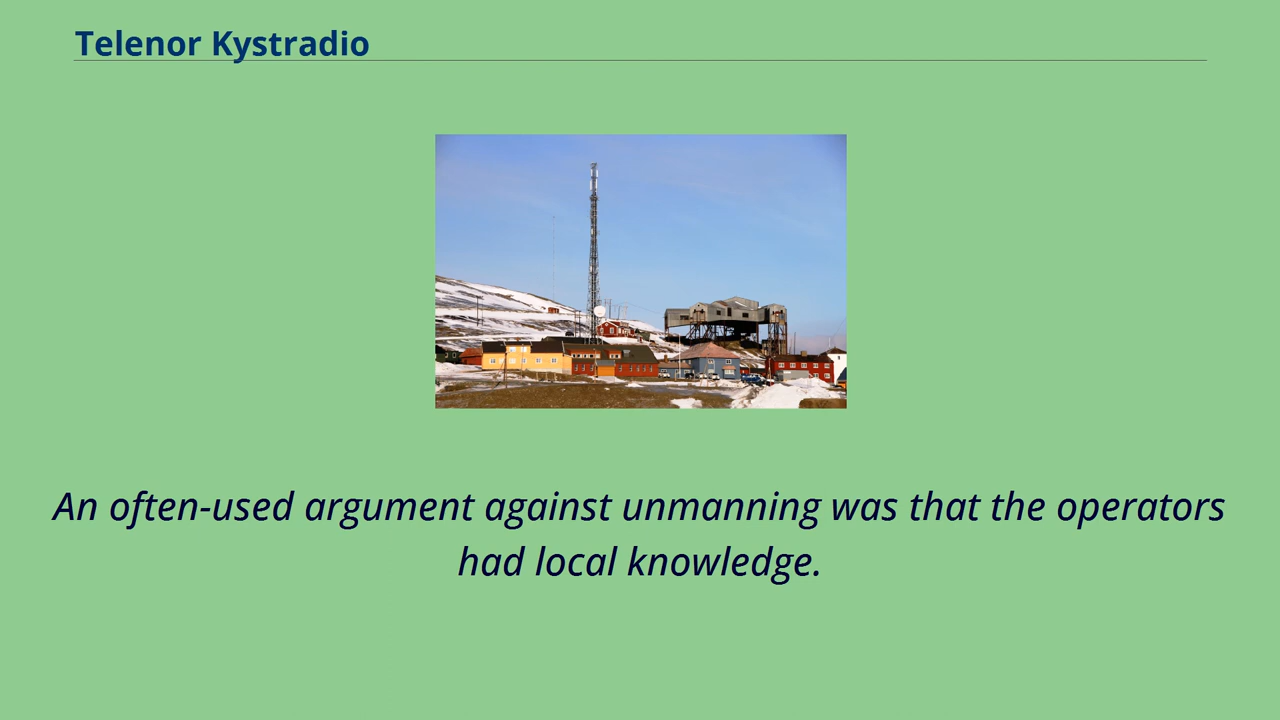 Telenor Kystradio
An often-used argument against unmanning was that the operators
had local knowledge.